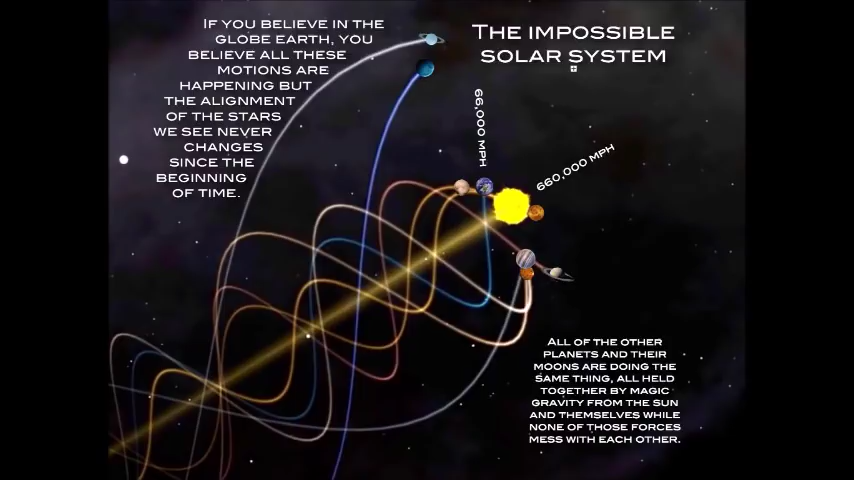 If you believe in the
globe earth, you
believe all these
motions are
happening but
the alignment
of the stars
we see never
changes
since the
beginning
of time.
The impossible
solar system
66,000 mph
660,000 mph
All of the other
planets and their
moons are doing the
same thing, all held
together by magic
gravity from the sun
and themselves while
none of those forces
mess with each other.